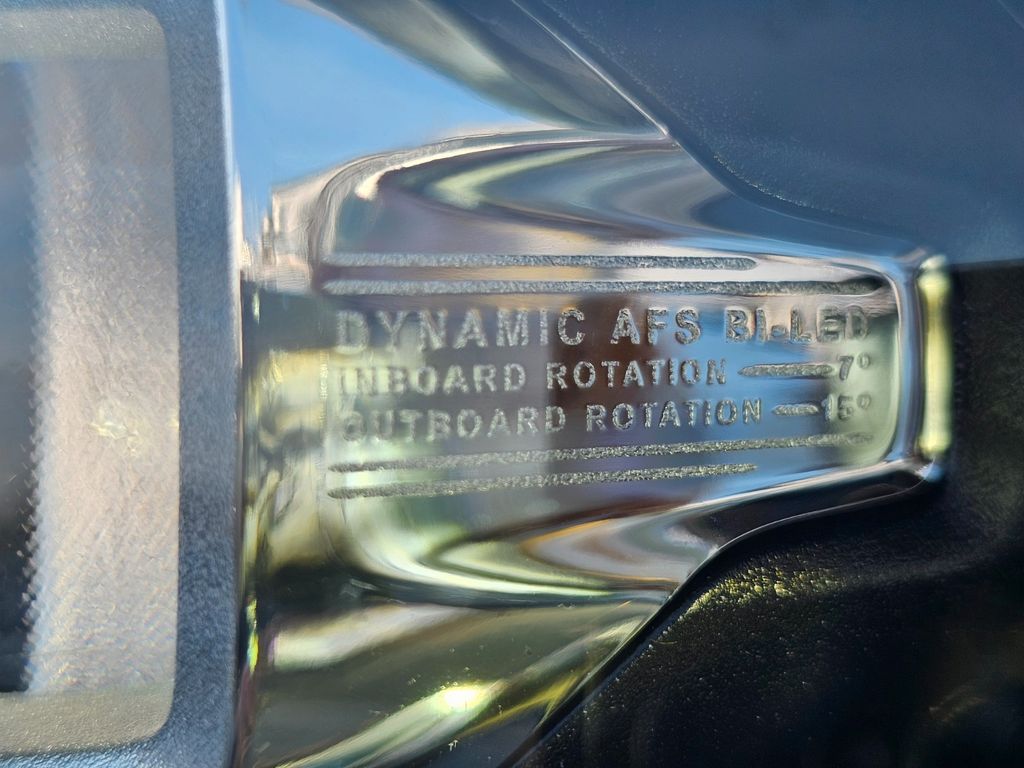 DYNAMIC AFS BI-LED
INBOARD ROTATION —7°
OUTBOARD ROTATION —15°